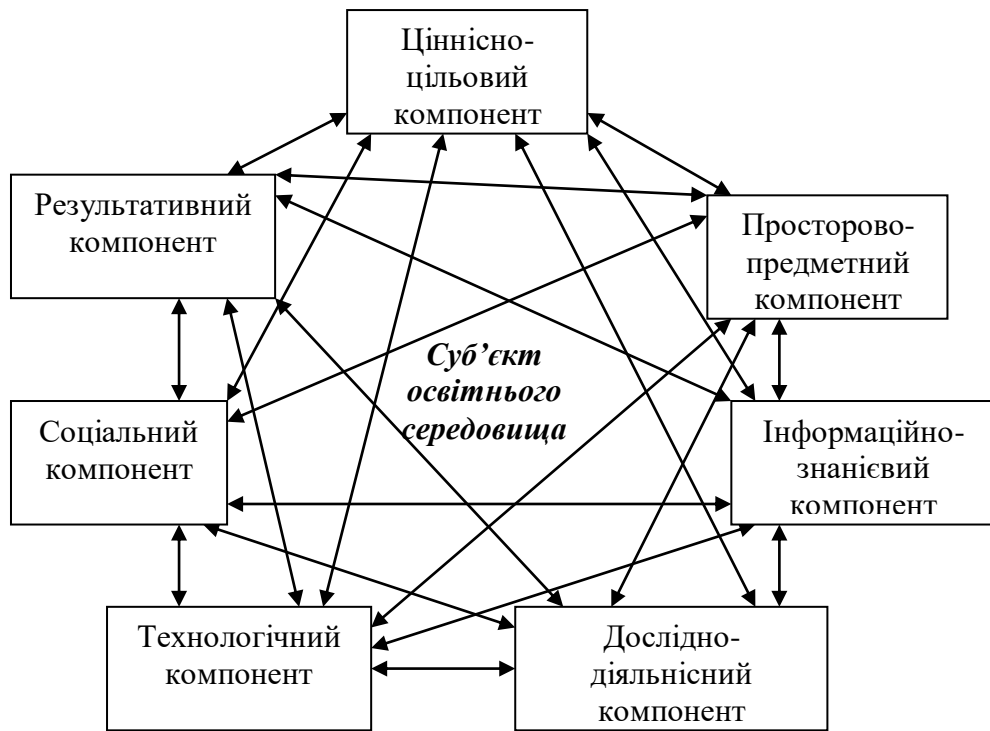 Ціннісно-
цільовий
компонент
Результативний
компонент
Просторово-
предметний
компонент
Суб’єкт
освітнього
середовища
Соціальний
компонент
Інформаційно-
знанієвий
компонент
Технологічний
компонент
Дослідно-
діяльнісний
компонент